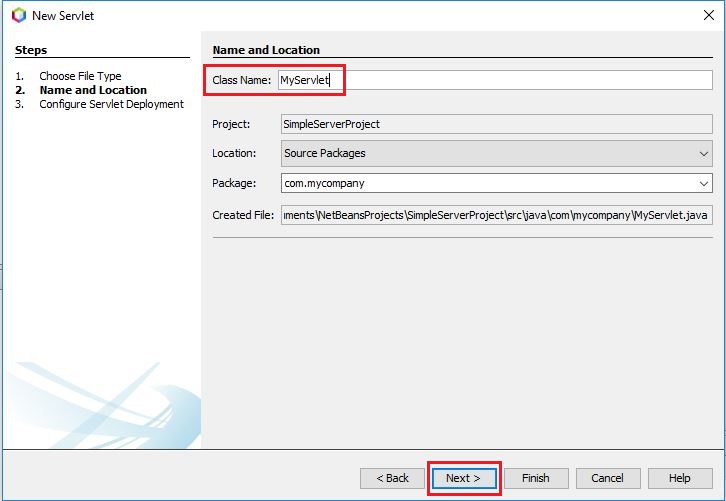 New Servlet
Steps
1. Choose File Type
2. Name and Location
3. Configure Servlet Deployment
Name and Location
Class Name: MyServlet
Project: SimpleServerProject
Location: Source Packages
Package: com.mycompany
Created File: ıments\NetBeansProjects\SimpleServerProject\src\java\com\mycompany\MyServlet.java
< Back Next > Finish Cancel Help